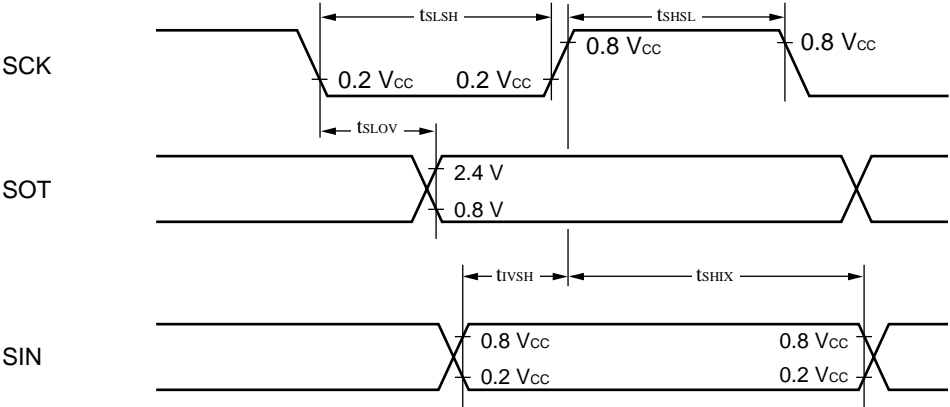 tSLSH tSHSL
SCK 0.2 VCC 0.2 VCC 0.8 VCC 0.8 VCC
tSLOV
SOT 2.4 V
0.8 V
tIVSH tSHIX
SIN 0.8 VCC 0.8 VCC
0.2 VCC 0.2 VCC